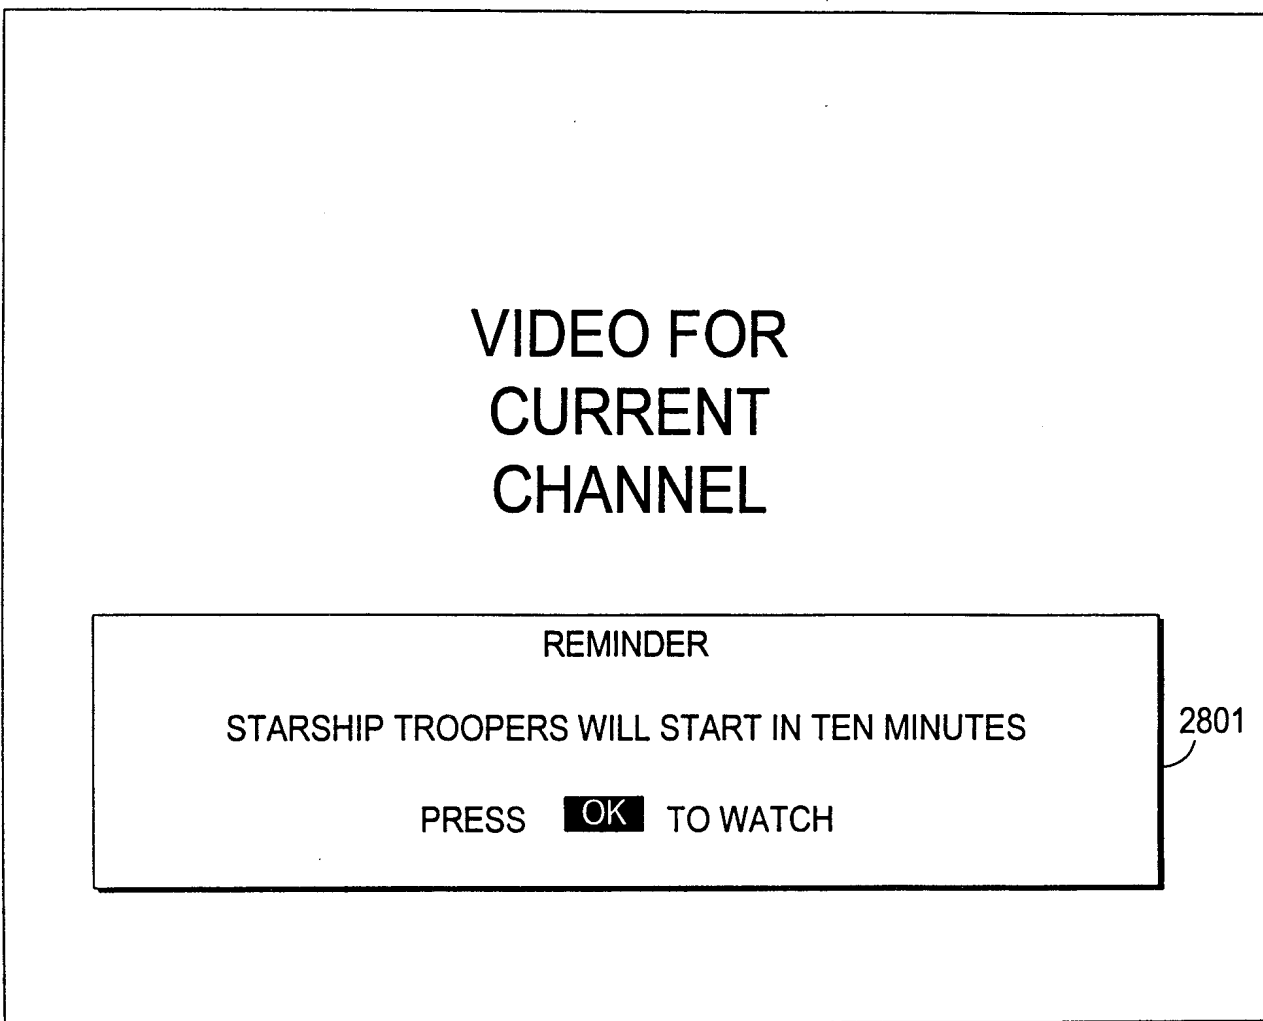 VIDEO FOR
CURRENT
CHANNEL
REMINDER
STARSHIP TROOPERS WILL START IN TEN MINUTES
2801
PRESS OK TO WATCH